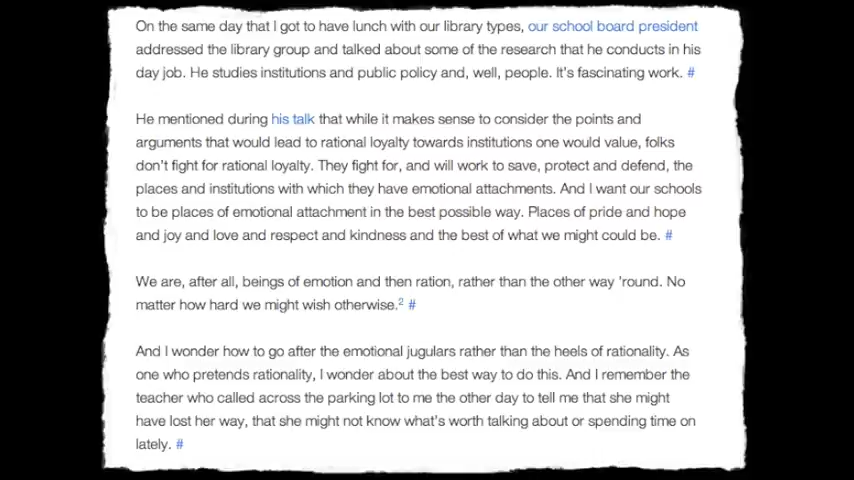 On the same day that I got to have lunch with our library types, our school board president
addressed the library group and talked about some of the research that he conducts in his
day job. He studies institutions and public policy and, well, people. It's fascinating work. #
He mentioned during his talk that while it makes sense to consider the points and
arguments that would lead to rational loyalty towards institutions one would value, folks
don't fight for rational loyalty. They fight for, and will work to save, protect and defend, the
places and institutions with which they have emotional attachments. And I want our schools
to be places of emotional attachment in the best possible way. Places of pride and hope
and joy and love and respect and kindness and the best of what we might could be. #
We are, after all, beings of emotion and then ration, rather than the other way 'round. No
matter how hard we might wish otherwise.2 #
And I wonder how to go after the emotional jugulars rather than the heels of rationality. As
one who pretends rationality, I wonder about the best way to do this. And I remember the
teacher who called across the parking lot to me the other day to tell me that she might
have lost her way, that she might not know what's worth talking about or spending time on
lately. #